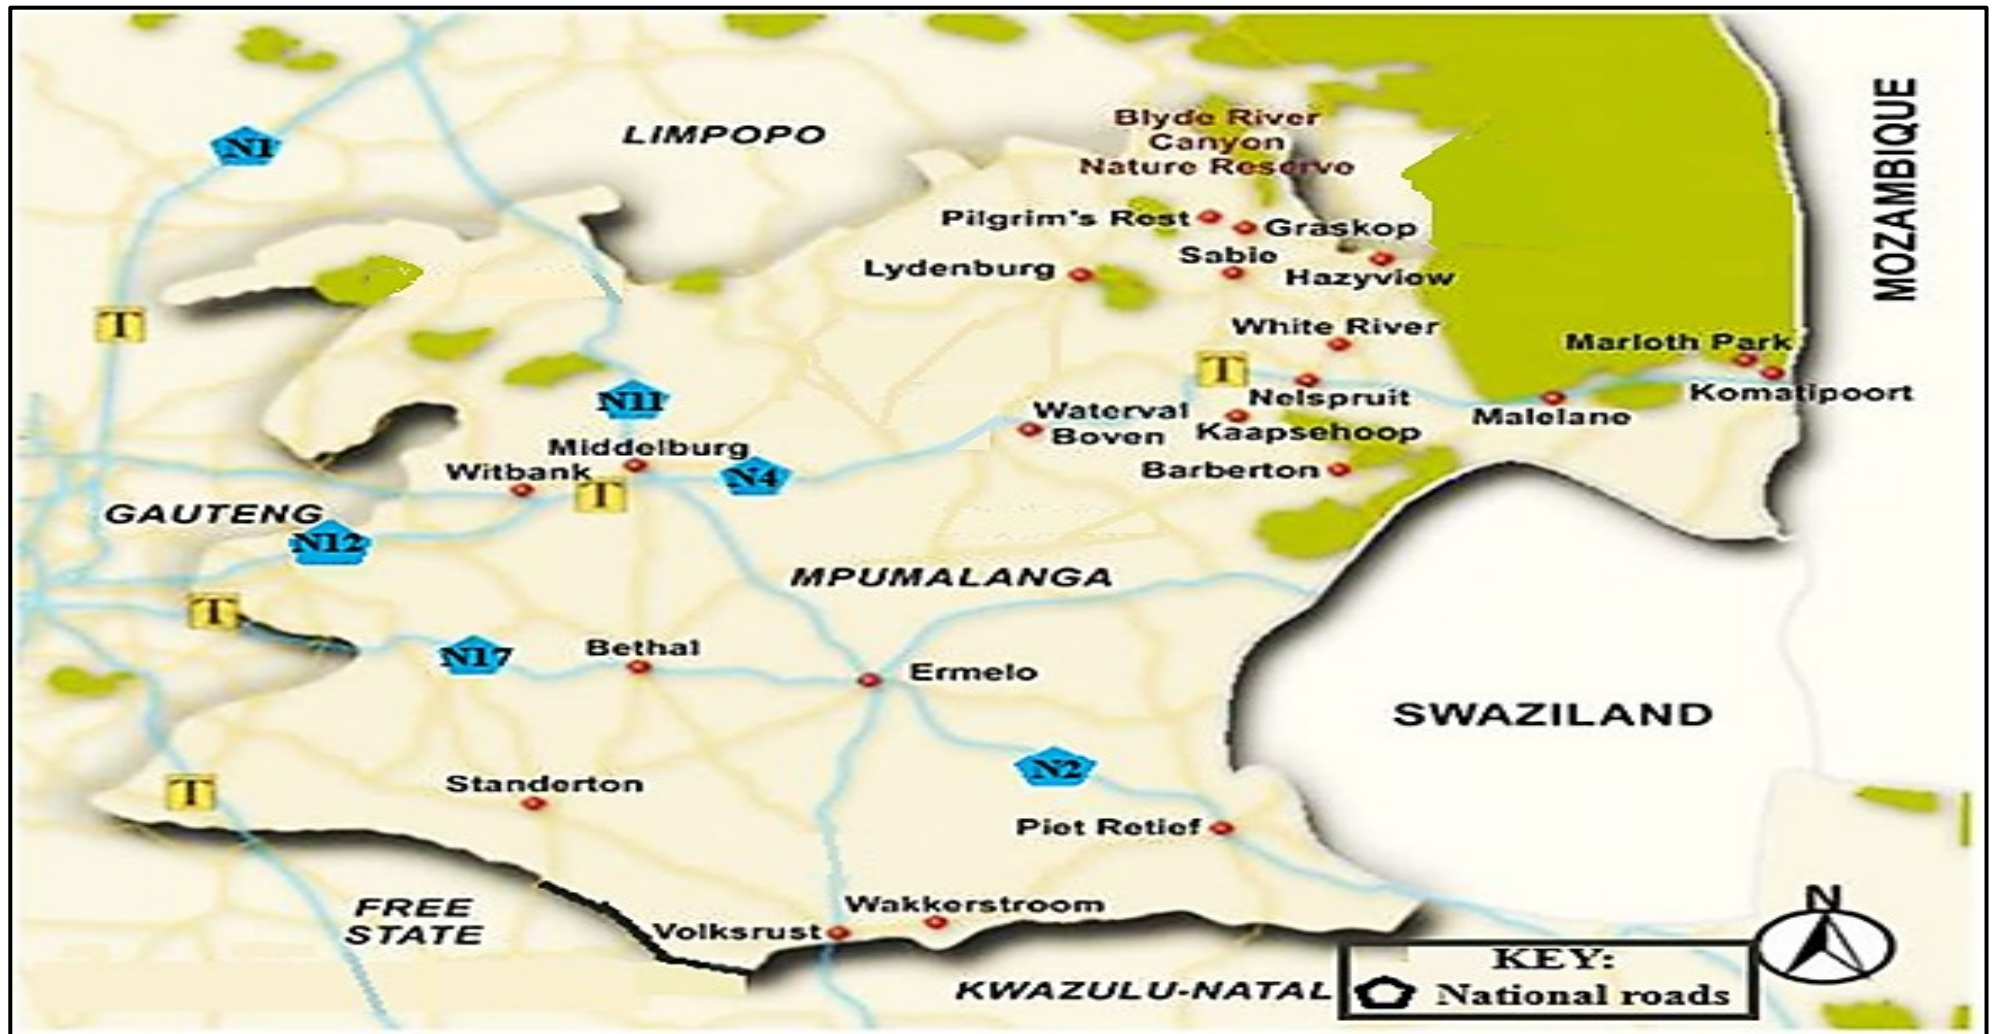 LIMPOPO
Blyde River
Canyon
Nature Reserve
MOZAMBIQUE
N1
Pilgrim's Rest
Graskop
Sabie
Lydenburg
Hazyview
T
White River
Marloth Park
T
Nelspruit
Komatipoort
N11
Waterval
Boven
Kaapsehoop
Malelane
Middelburg
Witbank
N4
T
Barberton
GAUTENG
N12
MPUMALANGA
T
N17
Bethal
Ermelo
SWAZILAND
N2
T
Standerton
Piet Retief
FREE
STATE
Wakkerstroom
Volksrust
N
KWAZULU-NATAL
KEY:
National roads